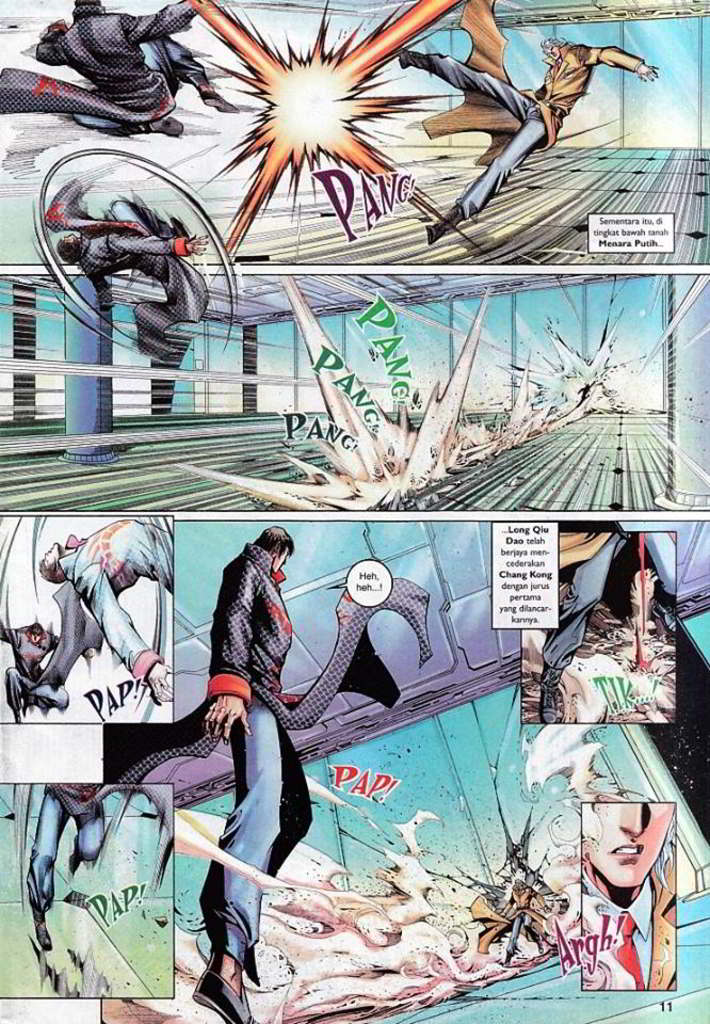 PANG!
Sementara itu, di
tingkat bawah tanah
Menara Putih...
PANG!
PANG!
PANG!
...Long Qiu
Dao telah
berjaya men-
cederakan
Chang Kong
dengan jurus
pertama
yang dilancar-
kannya.
Heh,
heh...!
PAP!
TIK...!
PAP!
PAP!
Argh!
11